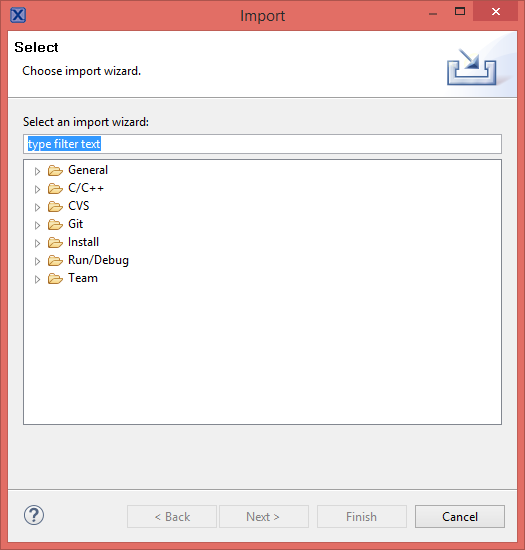 Import
Select
Choose import wizard.
Select an import wizard:
type filter text
General
C/C++
CVS
Git
Install
Run/Debug
Team
? < Back Next > Finish Cancel